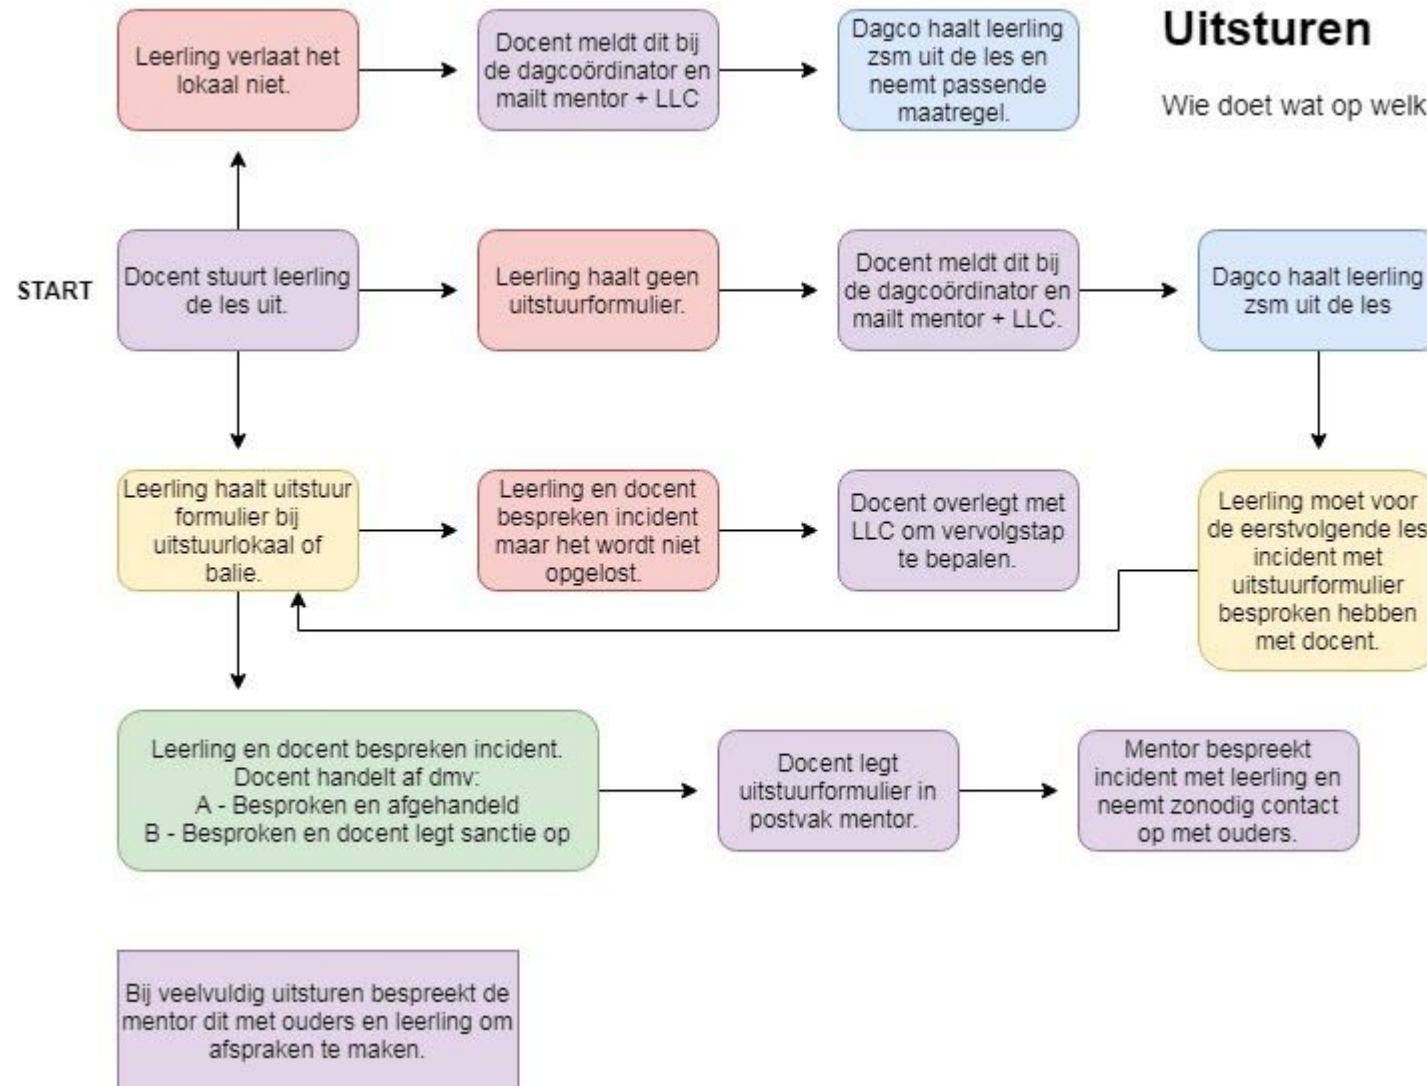 Uitsturen
Wie doet wat op welk
Leerling verlaat het
lokaal niet.
Docent meldt dit bij
de dagcoördinator en
mailt mentor + LLC
Dagco haalt leerling
zsm uit de les en
neemt passende
maatregel.
START
Docent stuurt leerling
de les uit.
Leerling haalt geen
uitstuurformulier.
Docent meldt dit bij
de dagcoördinator en
mailt mentor + LLC.
Dagco haalt leerling
zsm uit de les
Leerling haalt uitstuur
formulier bij
uitstuurlokaal of
balie.
Leerling en docent
bespreken incident
maar het wordt niet
opgelost.
Docent overlegt met
LLC om vervolgstap
te bepalen.
Leerling moet voor
de eerstvolgende les
incident met
uitstuurformulier
besproken hebben
met docent.
Leerling en docent bespreken incident.
Docent handelt af dmv:
A - Besproken en afgehandeld
B - Besproken en docent legt sanctie op
Docent legt
uitstuurformulier in
postvak mentor.
Mentor bespreekt
incident met leerling en
neemt zonodig contact
op met ouders.
Bij veelvuldig uitsturen bespreekt de
mentor dit met ouders en leerling om
afspraken te maken.